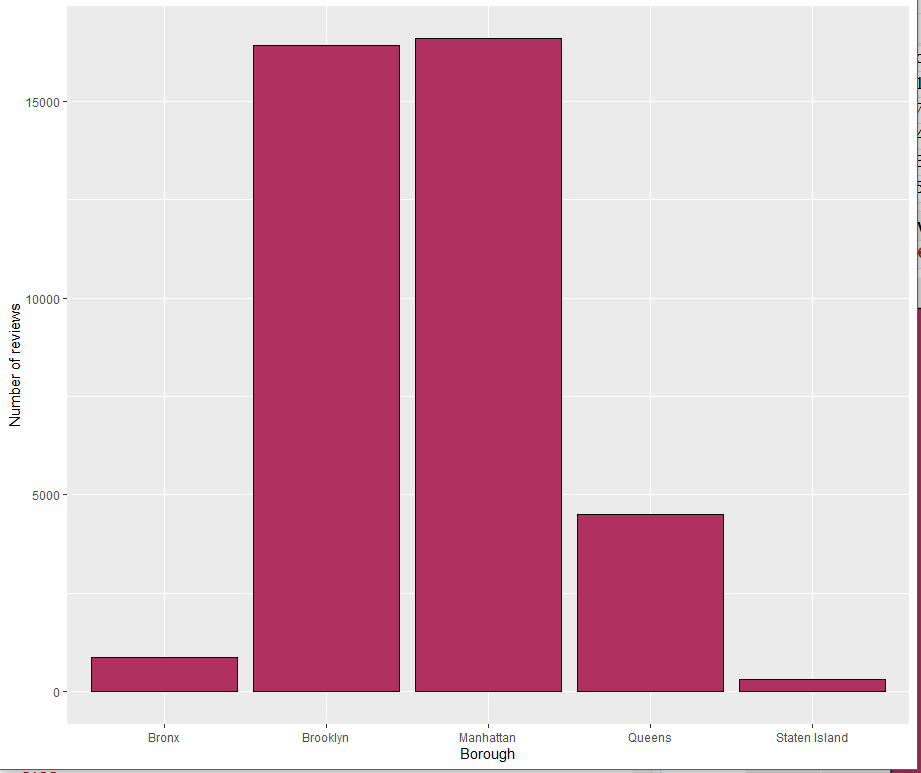 Number of reviews
15000
10000
5000
0
Bronx
Brooklyn
Manhattan
Queens
Staten Island
Borough